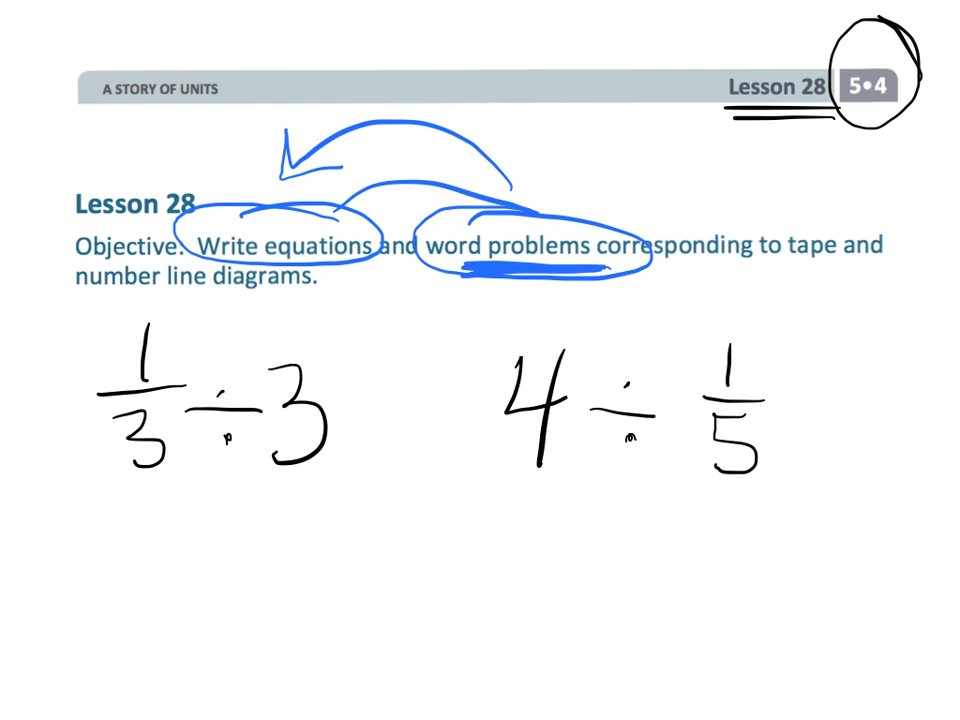 A STORY OF UNITS Lesson 28 5•4
Lesson 28
Objective: Write equations and word problems corresponding to tape and
number line diagrams.
1/3 ÷ 3 4 ÷ 1/5